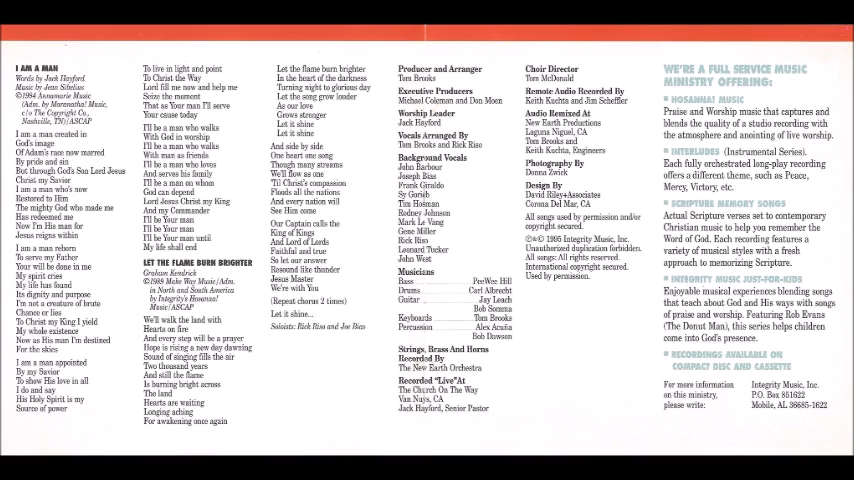 I AM A MAN
Words by Jack Hayford
Music by Jean Sibelius
©1994 Annamarie Music
(Adm. by Maranatha! Music,
c/o The Copyright Co.,
Nashville, TN)/ASCAP
I am a man created in
God's image
Of Adam's race now marred
By pride and sin
But through God's Son Lord Jesus
Christ my Savior
I am a man who's now
Restored to Him
The mighty God who made me
Has redeemed me
Now I'm His man for
Jesus reigns within
I am a man reborn
To serve my Father
Your will be done in me
My spirit cries
My life has found
Its dignity and purpose
I'm not a creature of brute
Chance or lies
To Christ my King I yield
My whole existence
Now as His man I'm destined
For the skies
I am a man appointed
By my Savior
To show His love in all
I do and say
His Holy Spirit is my
Source of power
To live in light and point
To Christ the Way
Lord fill me now and help me
Seize the moment
That as Your man I'll serve
Your cause today
I'll be a man who walks
With God in worship
I'll be a man who walks
With man as friends
I'll be a man who loves
And serves his family
I'll be a man on whom
God can depend
Lord Jesus Christ my King
And my Commander
I'll be Your man
I'll be Your man
I'll be Your man until
My life shall end
LET THE FLAME BURN BRIGHTER
Graham Kendrick
©1989 Make Way Music/Adm.
in North and South America
by Integrity's Hosanna!
Music/ASCAP
We'll walk the land with
Hearts on fire
And every step will be a prayer
Hope is rising a new day dawning
Sound of singing fills the air
Two thousand years
And still the flame
Is burning bright across
The land
Hearts are waiting
Longing aching
For awakening once again
Let the flame burn brighter
In the heart of the darkness
Turning night to glorious day
Let the song grow louder
As our love
Grows stronger
Let it shine
Let it shine
And side by side
One heart one song
Though many streams
We'll flow as one
'Til Christ's compassion
Floods all the nations
And every nation will
See Him come
Our Captain calls the
King of Kings
And Lord of Lords
Faithful and true
So let our answer
Resound like thunder
Jesus Master
We're with You
(Repeat chorus 2 times)
Let it shine...
Soloists: Rick Riso and Joe Bias
Producer and Arranger
Tom Brooks
Executive Producers
Michael Coleman and Don Moen
Worship Leader
Jack Hayford
Vocals Arranged By
Tom Brooks and Rick Riso
Background Vocals
John Barbour
Joseph Bias
Frank Giraldo
Sy Gorieb
Tim Hosman
Rodney Johnson
Mark Le Vang
Gene Miller
Rick Riso
Leonard Tucker
John West
Musicians
Bass PeeWee Hill
Drums Carl Albrecht
Guitar Jay Leach
Bob Somma
Keyboards Tom Brooks
Percussion Alex Acuña
Bob Dawson
Strings, Brass And Horns
Recorded By
The New Earth Orchestra
Recorded "Live" At
The Church On The Way
Van Nuys, CA
Jack Hayford, Senior Pastor
Choir Director
Tom McDonald
Remote Audio Recorded By
Keith Kuchta and Jim Scheffler
Audio Remixed At
New Earth Productions
Laguna Niguel, CA
Tom Brooks and
Keith Kuchta, Engineers
Photography By
Donna Zwick
Design By
David Riley+Associates
Corona Del Mar, CA
All songs used by permission and/or
copyright secured.
℗&© 1995 Integrity Music, Inc.
Unauthorized duplication forbidden.
All songs: All rights reserved.
International copyright secured.
Used by permission.
WE'RE A FULL SERVICE MUSIC
MINISTRY OFFERING:
HOSANNA! MUSIC
Praise and Worship music that captures and
blends the quality of a studio recording with
the atmosphere and anointing of live worship.
INTERLUDES (Instrumental Series).
Each fully orchestrated long-play recording
offers a different theme, such as Peace,
Mercy, Victory, etc.
SCRIPTURE MEMORY SONGS
Actual Scripture verses set to contemporary
Christian music to help you remember the
Word of God. Each recording features a
variety of musical styles with a fresh
approach to memorizing Scripture.
INTEGRITY MUSIC JUST-FOR-KIDS
Enjoyable musical experiences blending songs
that teach about God and His ways with songs
of praise and worship. Featuring Rob Evans
(The Donut Man), this series helps children
come into God's presence.
RECORDINGS AVAILABLE ON
COMPACT DISC AND CASSETTE
For more information
on this ministry,
please write:
Integrity Music, Inc.
P.O. Box 851622
Mobile, AL 36685-1622